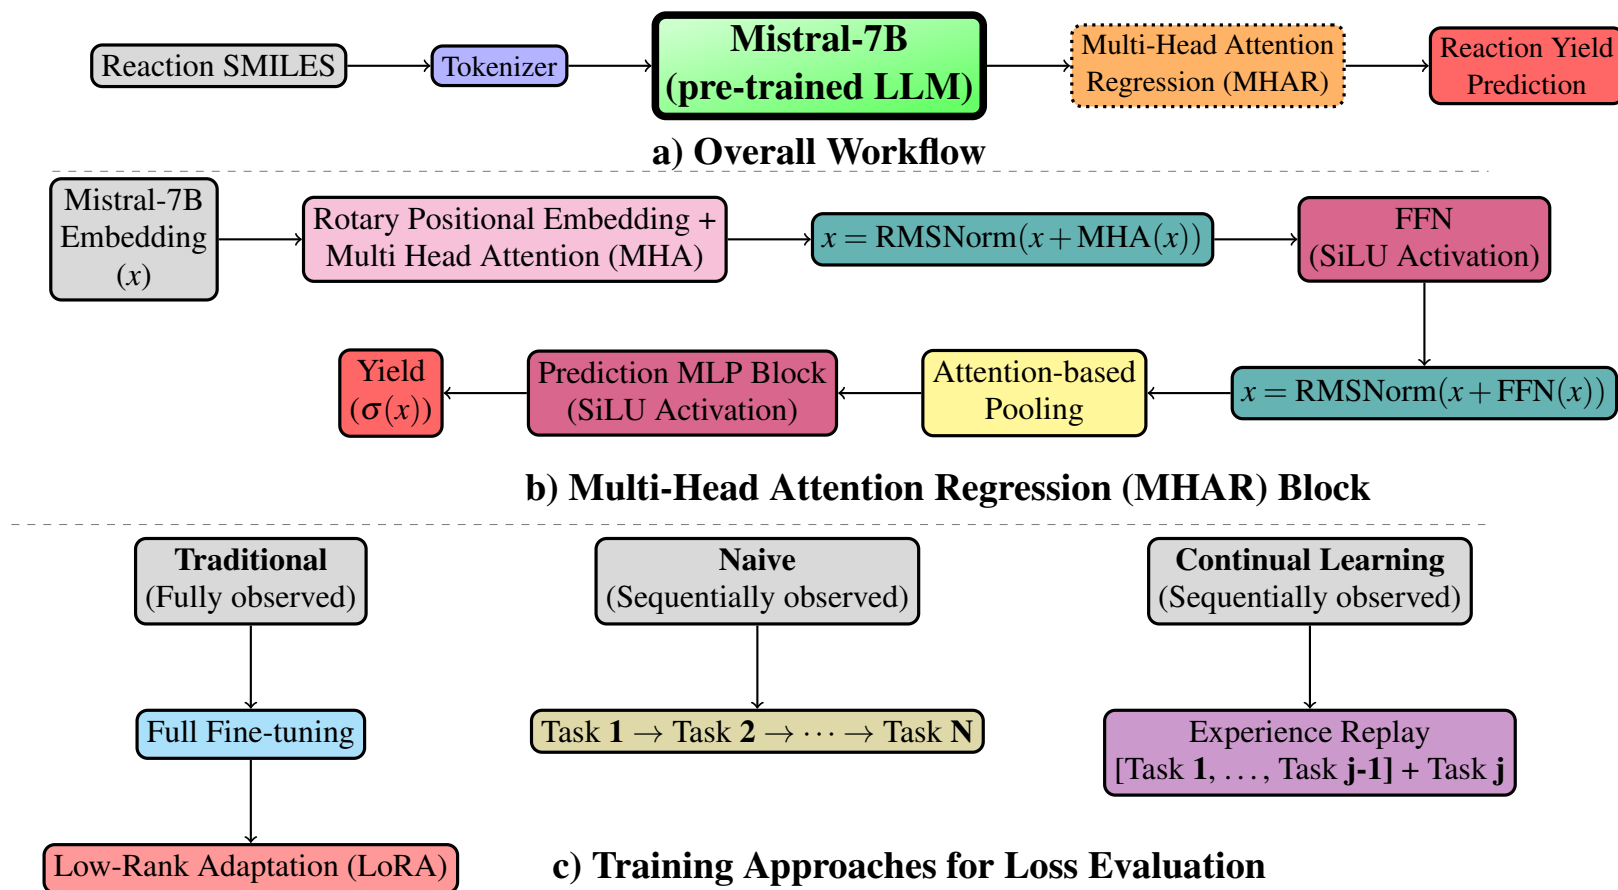 Reaction SMILES
Tokenizer
Mistral-7B
(pre-trained LLM)
Multi-Head Attention
Regression (MHAR)
Reaction Yield
Prediction
a) Overall Workflow
Mistral-7B
Embedding
(x)
Rotary Positional Embedding +
Multi Head Attention (MHA)
x = RMSNorm(x + MHA(x))
FFN
(SiLU Activation)
Yield
(σ(x))
Prediction MLP Block
(SiLU Activation)
Attention-based
Pooling
x = RMSNorm(x + FFN(x))
b) Multi-Head Attention Regression (MHAR) Block
Traditional
(Fully observed)
Naive
(Sequentially observed)
Continual Learning
(Sequentially observed)
Full Fine-tuning
Task 1 → Task 2 → ⋯ → Task N
Experience Replay
[Task 1, …, Task j-1] + Task j
Low-Rank Adaptation (LoRA)
c) Training Approaches for Loss Evaluation